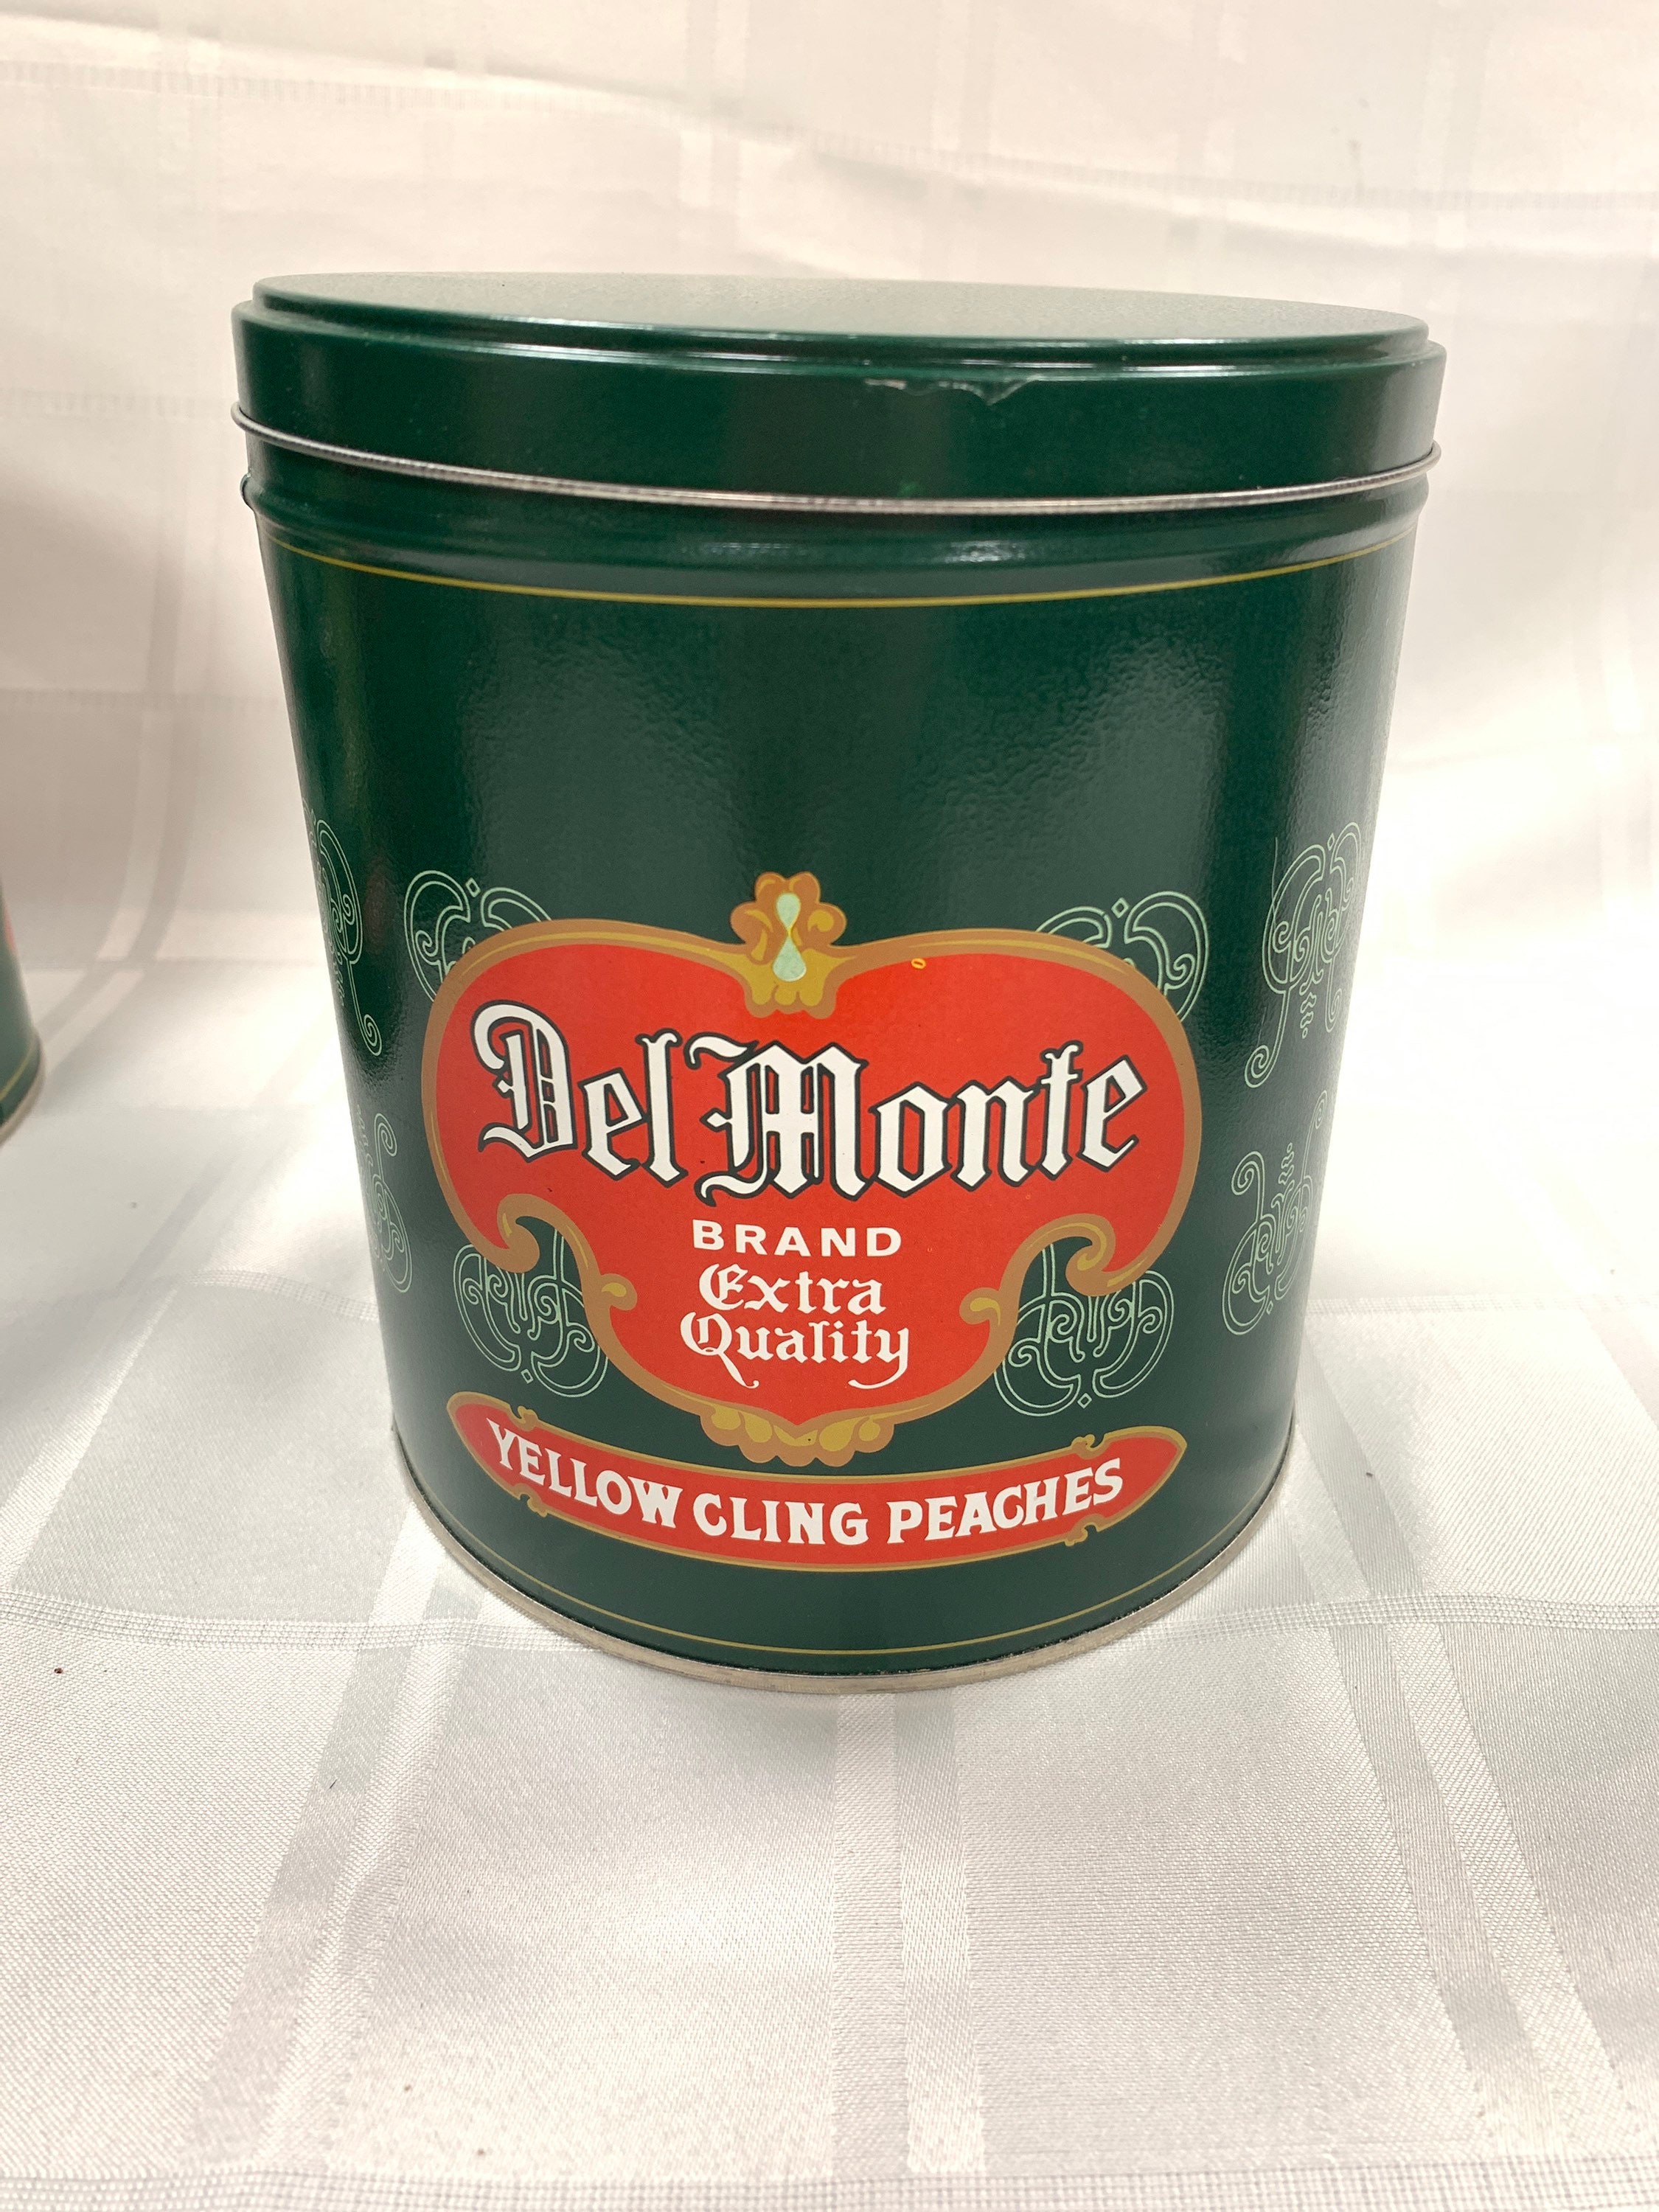 Del Monte
BRAND
Extra
Quality
YELLOW CLING PEACHES